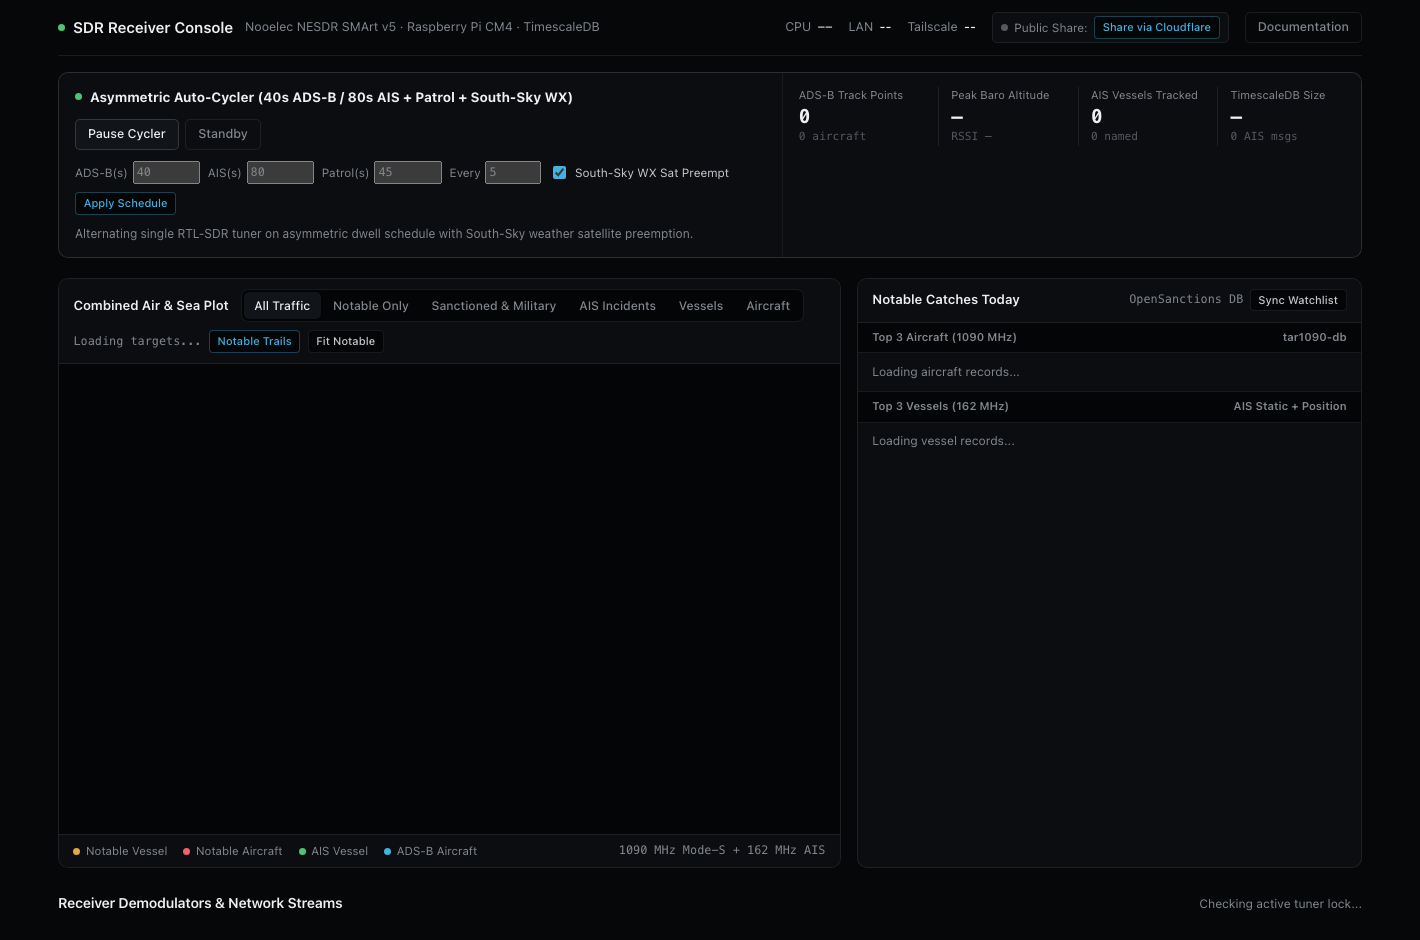 SDR Receiver Console
Nooelec NESDR SMArt v5 · Raspberry Pi CM4 · TimescaleDB
CPU —
LAN --
Tailscale --
Public Share: Share via Cloudflare
Documentation
Asymmetric Auto-Cycler (40s ADS-B / 80s AIS + Patrol + South-Sky WX)
Pause Cycler
Standby
ADS-B(s) 40 AIS(s) 80 Patrol(s) 45 Every 5 South-Sky WX Sat Preempt
Apply Schedule
Alternating single RTL-SDR tuner on asymmetric dwell schedule with South-Sky weather satellite preemption.
ADS-B Track Points
0
0 aircraft
Peak Baro Altitude
—
RSSI —
AIS Vessels Tracked
0
0 named
TimescaleDB Size
—
0 AIS msgs
Combined Air & Sea Plot
All Traffic
Notable Only
Sanctioned & Military
AIS Incidents
Vessels
Aircraft
Loading targets...
Notable Trails
Fit Notable
Notable Vessel
Notable Aircraft
AIS Vessel
ADS-B Aircraft
1090 MHz Mode-S + 162 MHz AIS
Notable Catches Today
OpenSanctions DB
Sync Watchlist
Top 3 Aircraft (1090 MHz)
tar1090-db
Loading aircraft records...
Top 3 Vessels (162 MHz)
AIS Static + Position
Loading vessel records...
Receiver Demodulators & Network Streams
Checking active tuner lock...